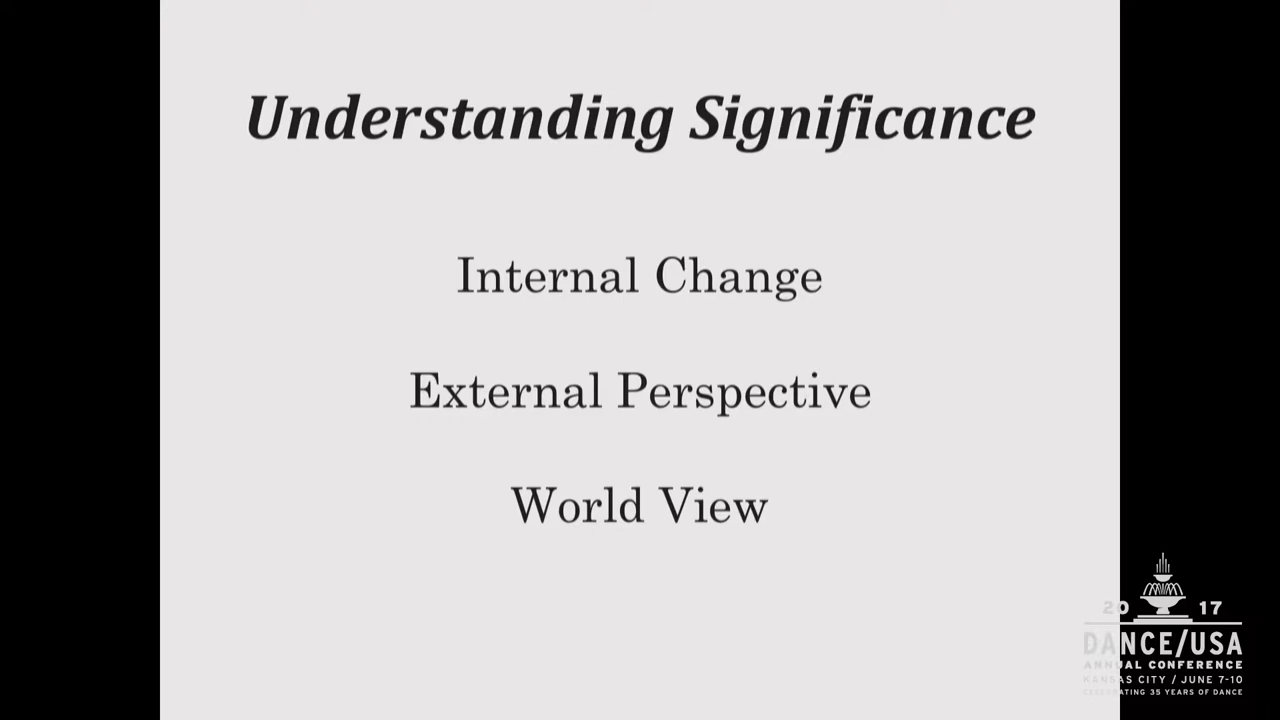 Understanding Significance
Internal Change
External Perspective
World View
20 17
DANCE/USA
ANNUAL CONFERENCE
KANSAS CITY / JUNE 7-10
CELEBRATING 35 YEARS OF DANCE